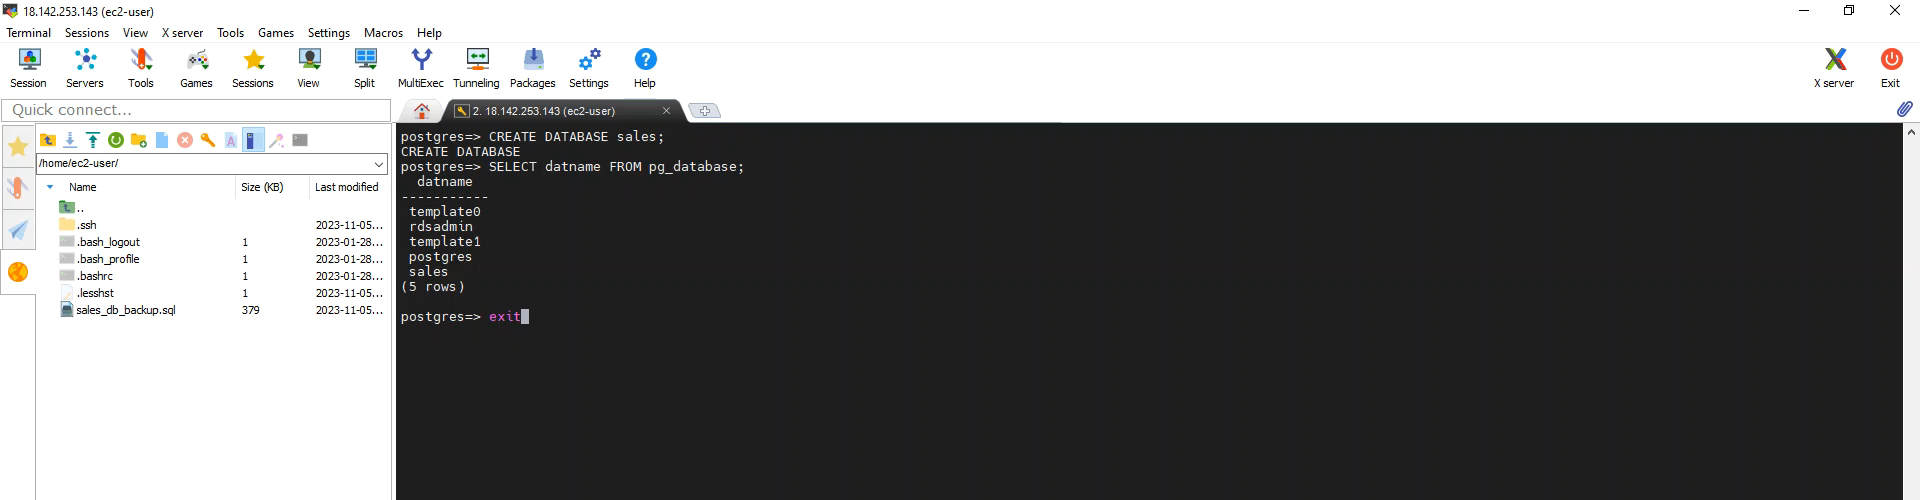 18.142.253.143 (ec2-user)
Terminal Sessions View X server Tools Games Settings Macros Help
Session Servers Tools Games Sessions View Split MultiExec Tunneling Packages Settings Help X server Exit
Quick connect...
2. 18.142.253.143 (ec2-user)
/home/ec2-user/
Name Size (KB) Last modified
..
.ssh 2023-11-05...
.bash_logout 1 2023-01-28...
.bash_profile 1 2023-01-28...
.bashrc 1 2023-01-28...
.lesshst 1 2023-11-05...
sales_db_backup.sql 379 2023-11-05...
postgres=> CREATE DATABASE sales;
CREATE DATABASE
postgres=> SELECT datname FROM pg_database;
datname
-----------
template0
rdsadmin
template1
postgres
sales
(5 rows)
postgres=> exit